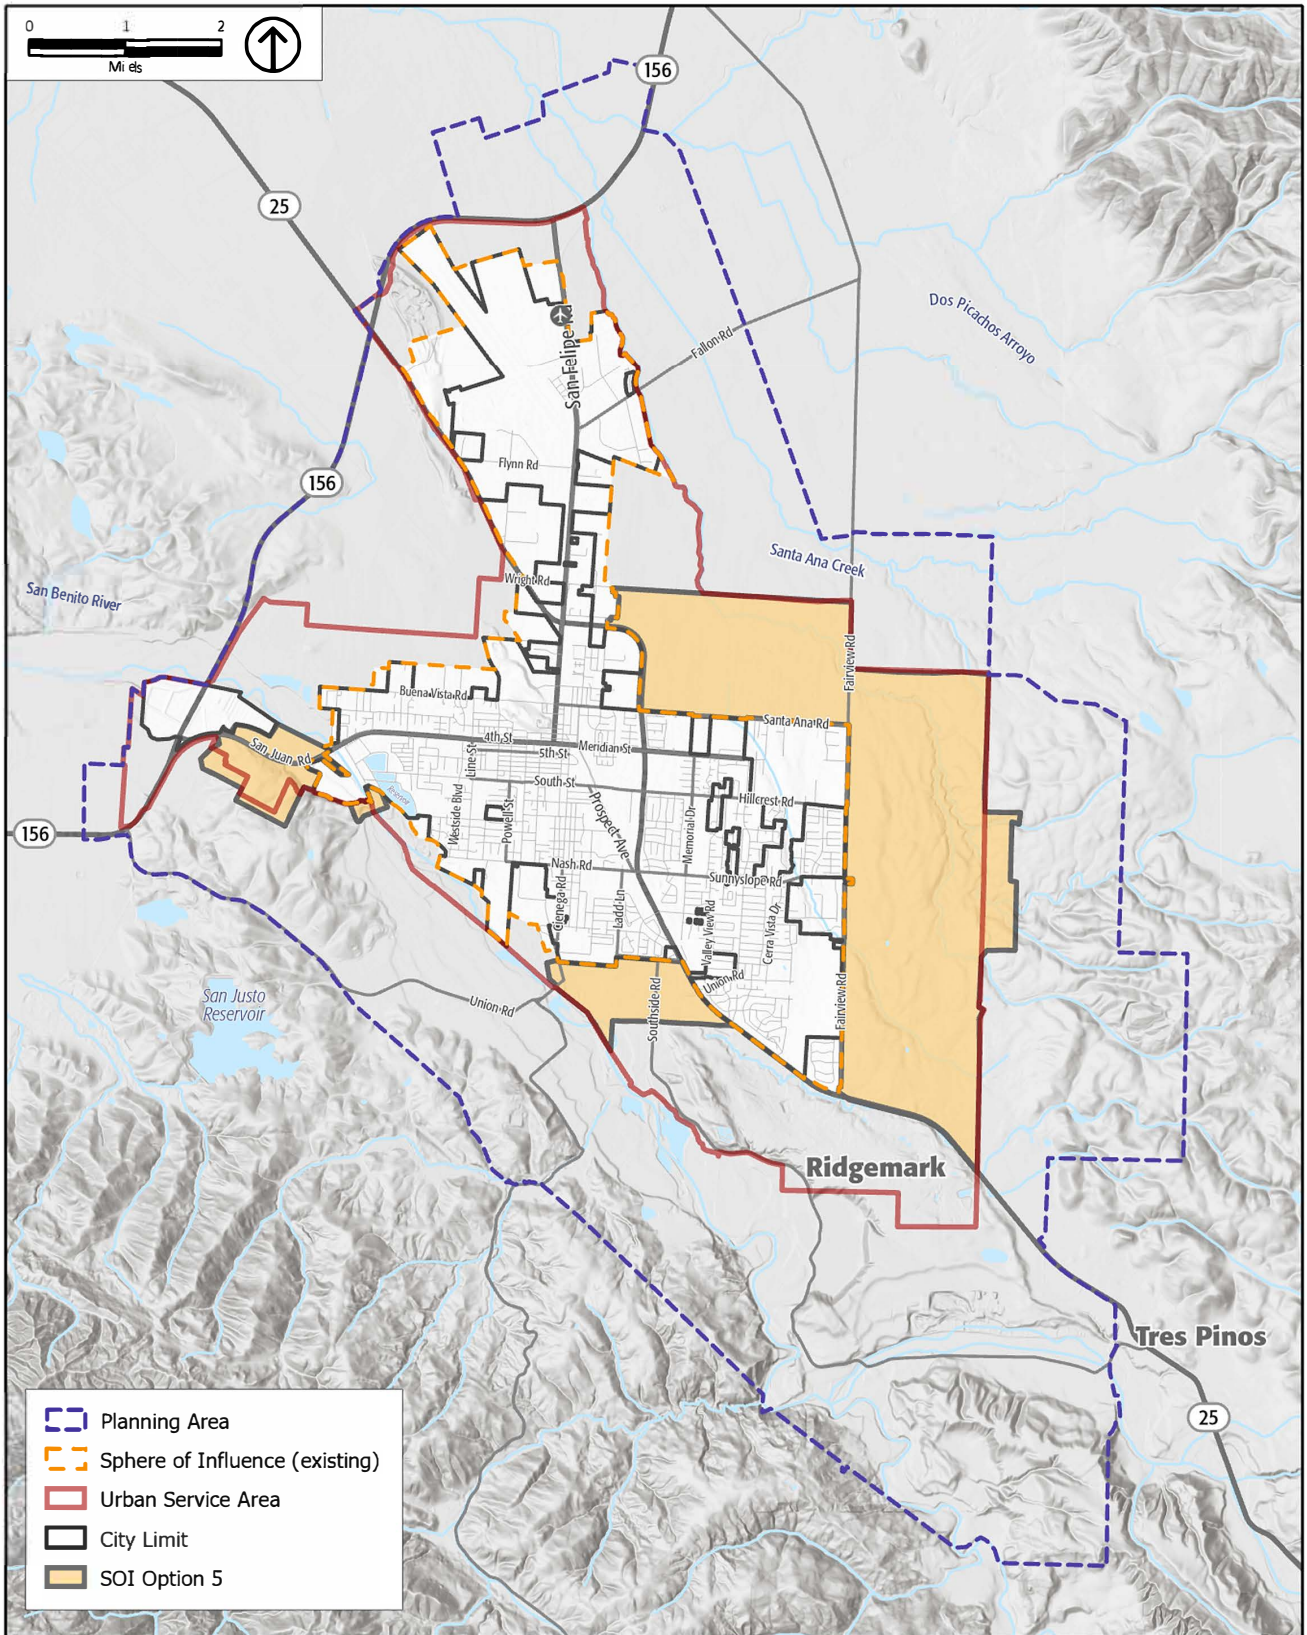 0 1 2
Mi els
156
25
Dos Picachos Arroyo
Fallon Rd
San Felipe Rd
Flynn Rd
156
Santa Ana Creek
Wright Rd
San Benito River
Fairview Rd
Buena Vista Rd
Santa Ana Rd
4th St
Meridian St
5th St
San Juan Rd
Line St
South St
Hillcrest Rd
Westside Blvd
Powell St
Prospect Ave
Memorial Dr
156
Nash Rd
Sunnyslope Rd
Cienega Rd
Ladd Ln
Valley View Rd
Cerra Vista Dr
Union Rd
San Justo
Reservoir
Union Rd
Southside Rd
Fairview Rd
Ridgemark
Tres Pinos
25
Planning Area
Sphere of Influence (existing)
Urban Service Area
City Limit
SOI Option 5